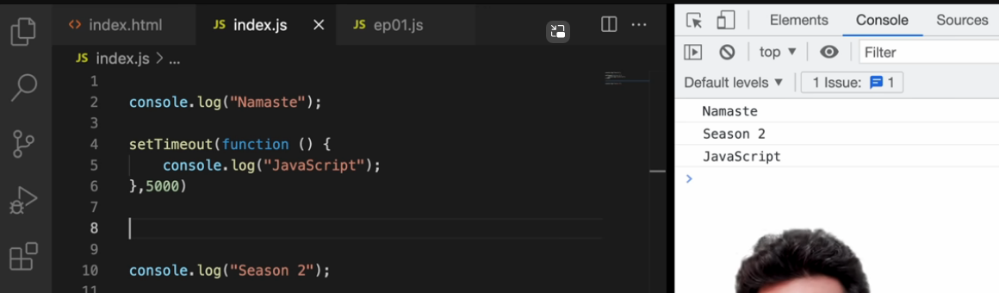 index.html
JS index.js
JS ep01.js
JS index.js > ...
1
2 console.log("Namaste");
3
4 setTimeout(function () {
5 console.log("JavaScript");
6 },5000)
7
8
9
10 console.log("Season 2");
11
Elements Console Sources
top Filter
Default levels 1 Issue: 1
Namaste
Season 2
JavaScript